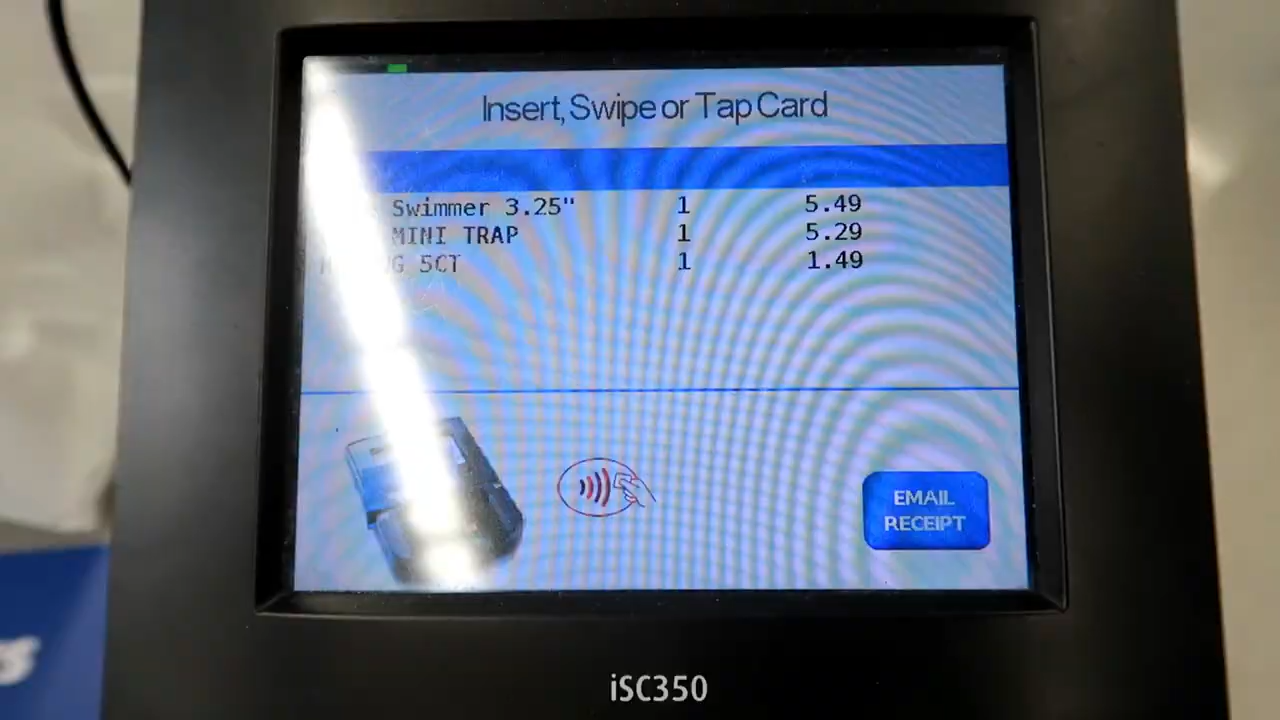 Insert, Swipe or Tap Card
Swimmer 3.25" 1 5.49
MINI TRAP 1 5.29
5CT 1 1.49
EMAIL
RECEIPT
iSC350